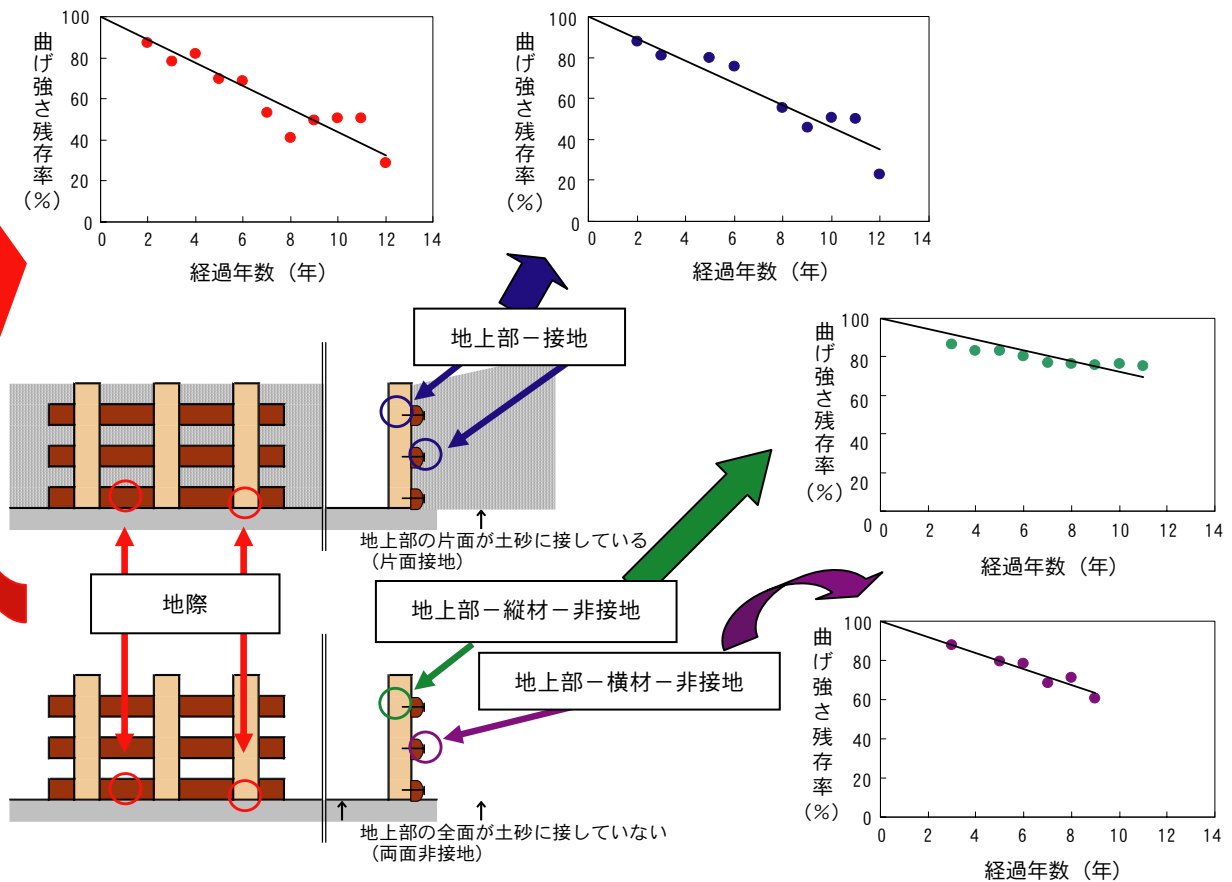 100
80
60
40
20
0
曲げ強さ残存率
(%)
0 2 4 6 8 10 12 14
経過年数（年）
100
80
60
40
20
0
曲げ強さ残存率
(%)
0 2 4 6 8 10 12 14
経過年数（年）
地上部－接地
地上部の片面が土砂に接している
（片面接地）
地際
地上部－縦材－非接地
地上部－横材－非接地
地上部の全面が土砂に接していない
（両面非接地）
100
80
60
40
20
0
曲げ強さ残存率
(%)
0 2 4 6 8 10 12 14
経過年数（年）
100
80
60
40
20
0
曲げ強さ残存率
(%)
0 2 4 6 8 10 12 14
経過年数（年）